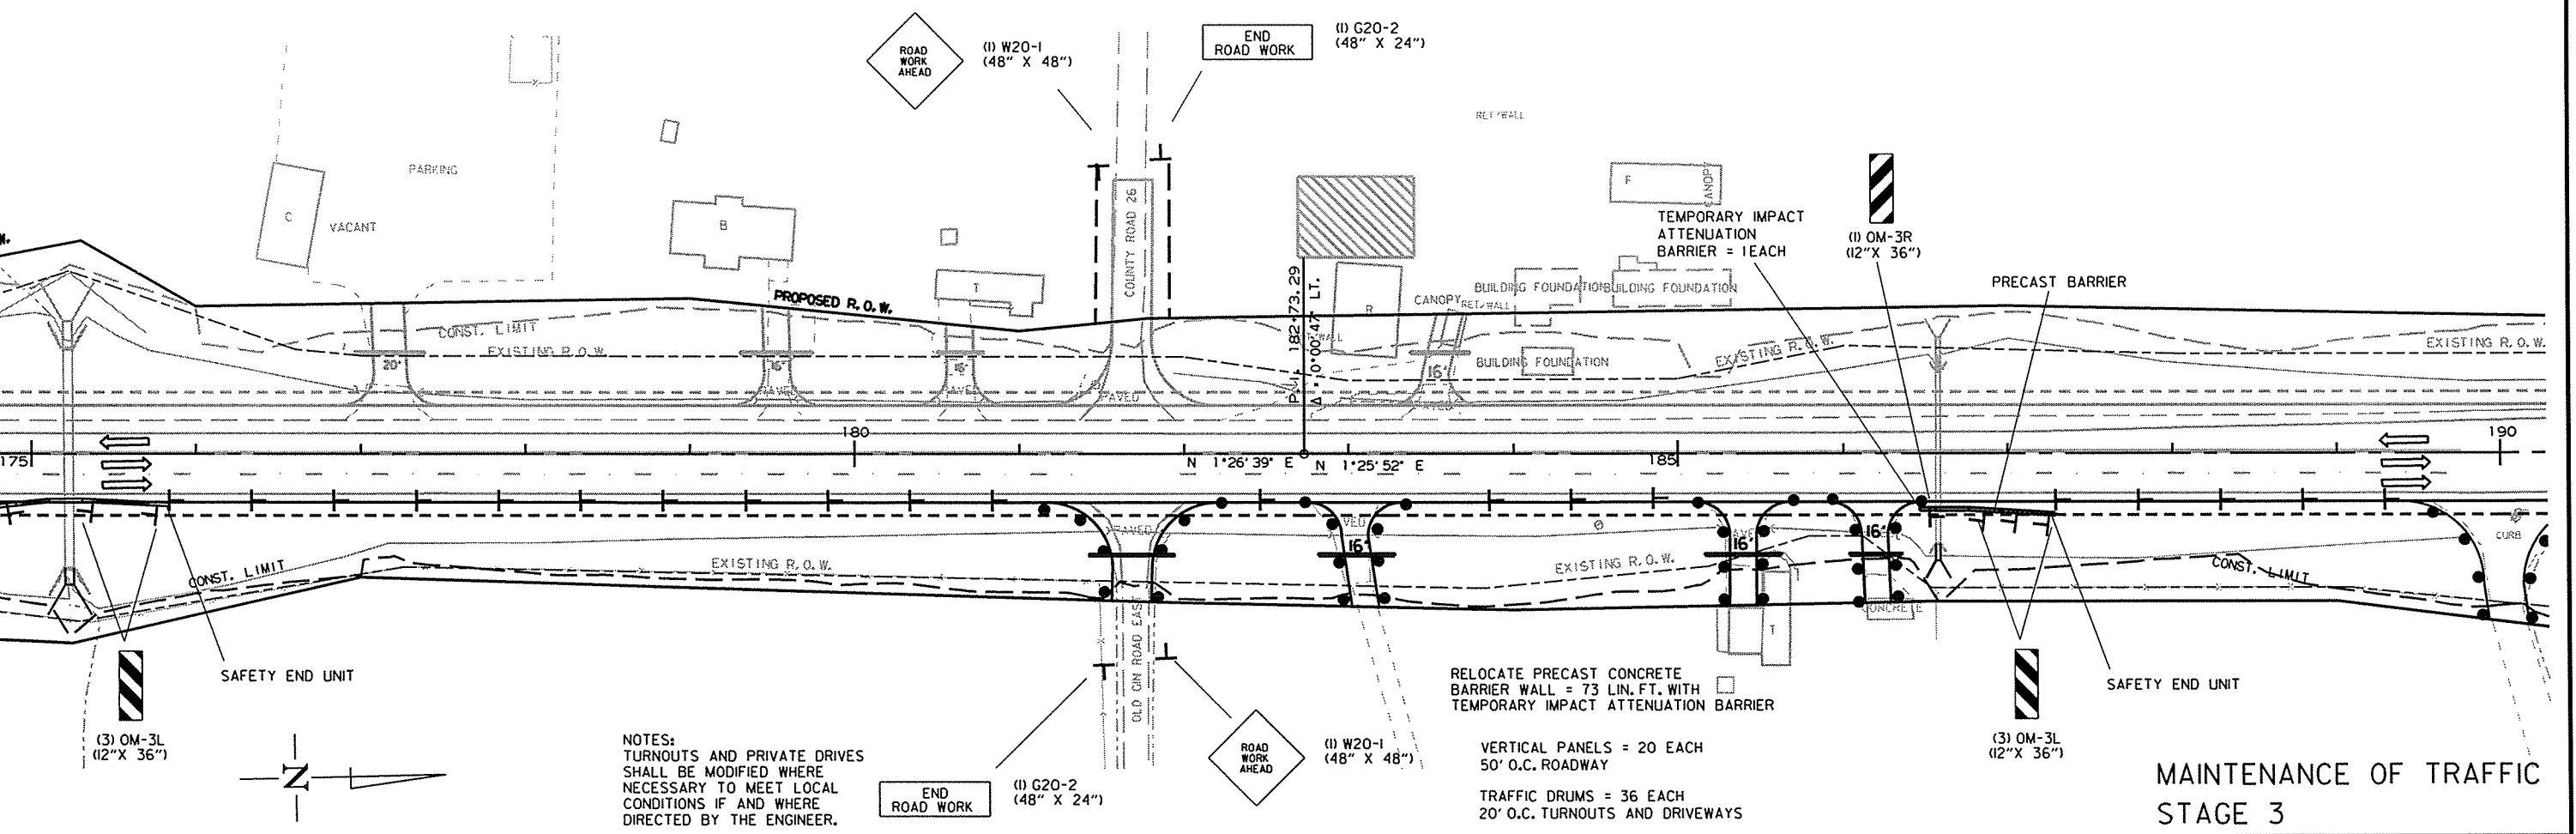 ROAD
WORK
AHEAD
(1) W20-1
(48" X 48")
END
ROAD WORK
(1) G20-2
(48" X 24")
RET/WALL
PARKING
C
VACANT
B
T
COUNTY ROAD 26
P.I. 182+73.29
Δ = 0°00'47" LT.
F
CANOPY
TEMPORARY IMPACT
ATTENUATION
BARRIER = 1 EACH
(1) OM-3R
(12"X 36")
PRECAST BARRIER
BUILDING FOUNDATION
BUILDING FOUNDATION
R
CANOPY
RET/WALL
BUILDING FOUNDATION
PROPOSED R.O.W.
CONST. LIMIT
EXISTING R.O.W.
EXISTING R.O.W.
EXISTING R.O.W.
20'
16'
16'
16'
PAVED
175
180
185
190
N 1°26'39" E
N 1°25'52" E
PAVED
16'
16'
16'
CURB
CONST. LIMIT
EXISTING R.O.W.
EXISTING R.O.W.
CONST. LIMIT
CONCRETE
T
OLD GIN ROAD EAST
SAFETY END UNIT
(3) OM-3L
(12"X 36")
N
NOTES:
TURNOUTS AND PRIVATE DRIVES
SHALL BE MODIFIED WHERE
NECESSARY TO MEET LOCAL
CONDITIONS IF AND WHERE
DIRECTED BY THE ENGINEER.
END
ROAD WORK
(1) G20-2
(48" X 24")
ROAD
WORK
AHEAD
(1) W20-1
(48" X 48")
RELOCATE PRECAST CONCRETE
BARRIER WALL = 73 LIN. FT. WITH
TEMPORARY IMPACT ATTENUATION BARRIER
VERTICAL PANELS = 20 EACH
50' O.C. ROADWAY
TRAFFIC DRUMS = 36 EACH
20' O.C. TURNOUTS AND DRIVEWAYS
(3) OM-3L
(12"X 36")
SAFETY END UNIT
MAINTENANCE OF TRAFFIC
STAGE 3